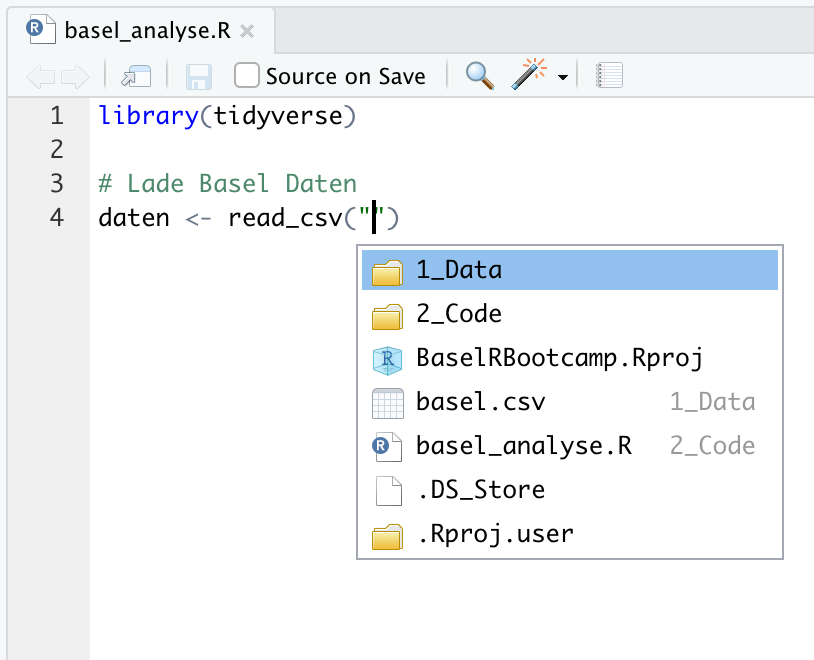 basel_analyse.R
Source on Save
1 library(tidyverse)
2
3 # Lade Basel Daten
4 daten <- read_csv("")
1_Data
2_Code
BaselRBootcamp.Rproj
basel.csv 1_Data
basel_analyse.R 2_Code
.DS_Store
.Rproj.user